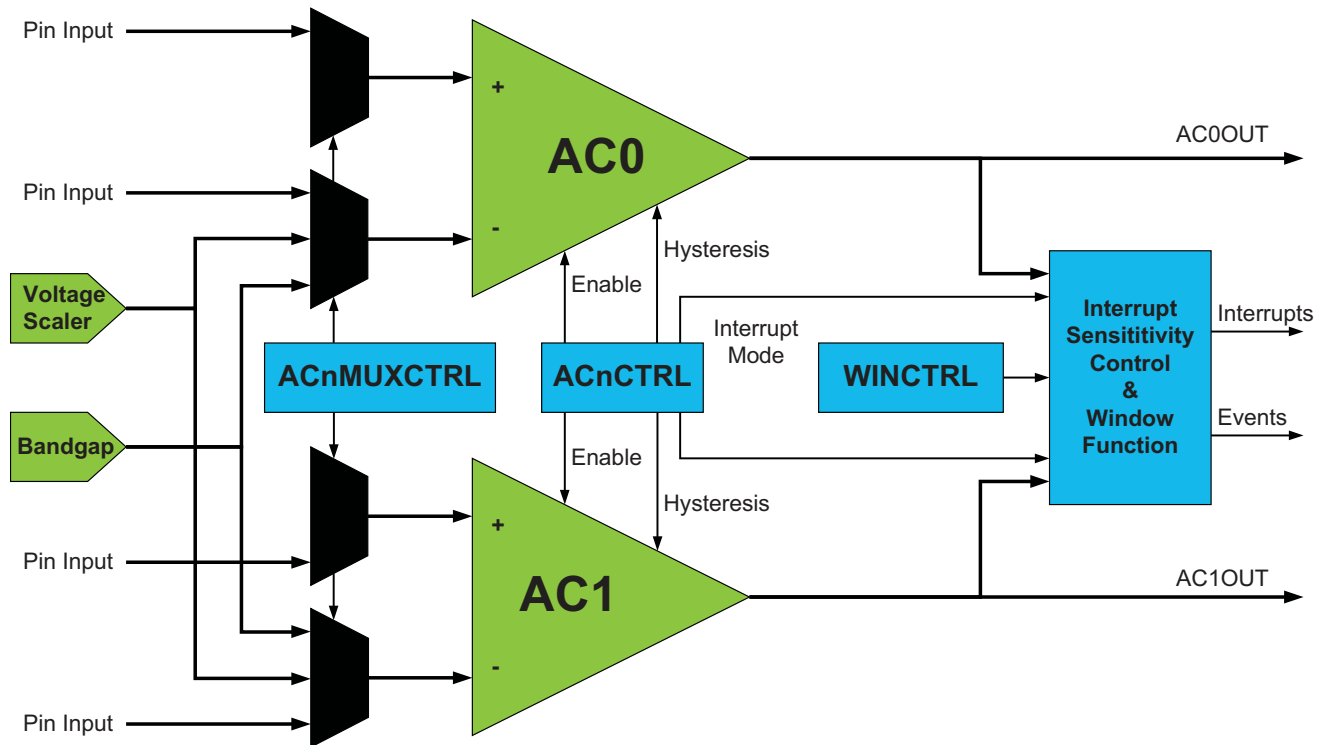 Pin Input
+
AC0
AC0OUT
Pin Input
-
Hysteresis
Enable
Voltage
Scaler
Interrupt
Mode
Interrupt
Sensititivity
Control
&
Window
Function
Interrupts
ACnMUXCTRL
ACnCTRL
WINCTRL
Bandgap
Events
Enable
Hysteresis
+
Pin Input
AC1
AC1OUT
-
Pin Input